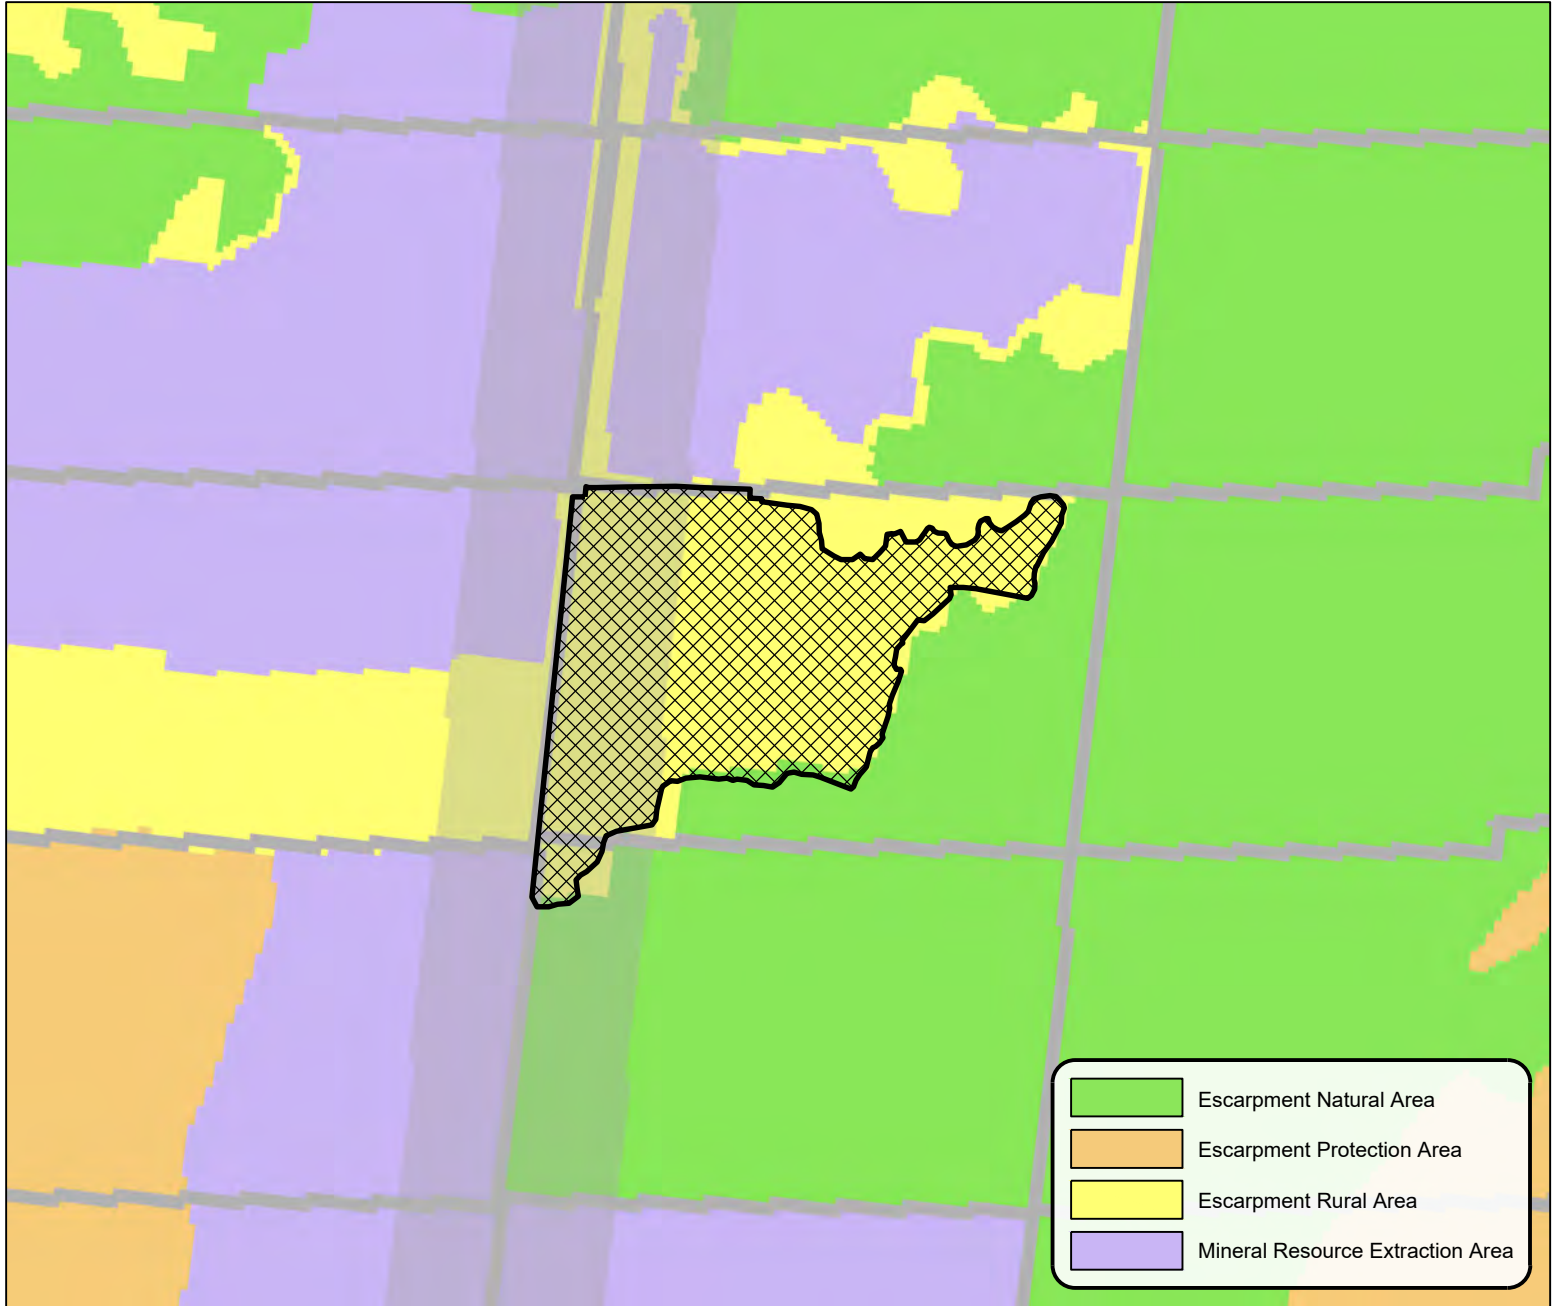 Escarpment Natural Area
Escarpment Protection Area
Escarpment Rural Area
Mineral Resource Extraction Area